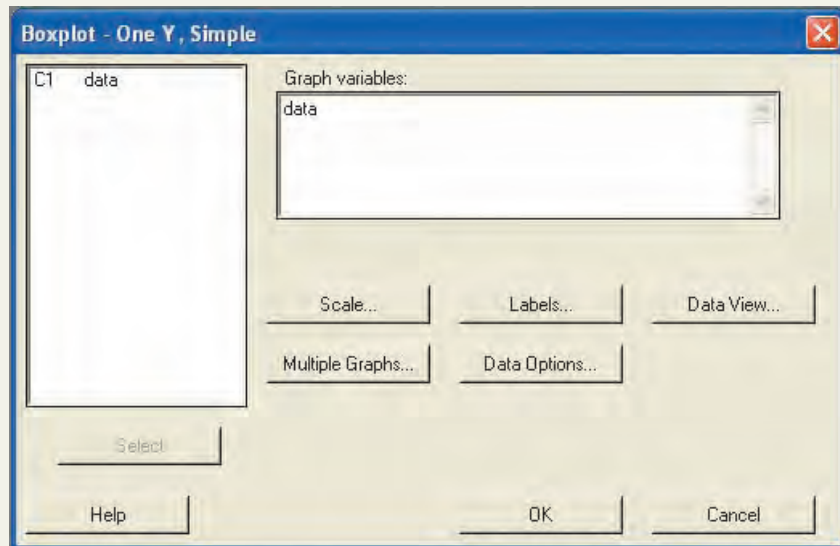 Boxplot - One Y , Simple
C1 data
Graph variables:
data
Scale... Labels... Data View...
Multiple Graphs... Data Options...
Select
Help OK Cancel